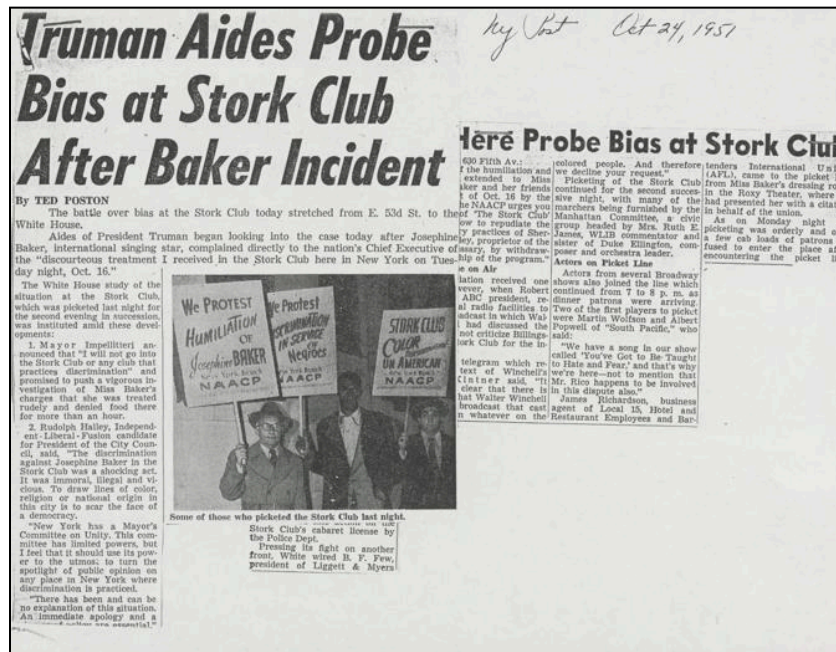 Truman Aides Probe
Bias at Stork Club
After Baker Incident
ny Post Oct 24, 1951
By TED POSTON
The battle over bias at the Stork Club today stretched from E. 53d St. to the
White House.
Aides of President Truman began looking into the case today after Josephine
Baker, international singing star, complained directly to the nation's Chief Executive of
the "discourteous treatment I received in the Stork Club here in New York on Tues-
day night, Oct. 16."
The White House study of the
situation at the Stork Club,
which was picketed last night for
the second evening in succession,
was instituted amid these devel-
opments:
1. Mayor Impellitteri an-
nounced that "I will not go into
the Stork Club or any club that
practices discrimination" and
promised to push a vigorous in-
vestigation of Miss Baker's
charges that she was treated
rudely and denied food there
for more than an hour.
2. Rudolph Halley, Independ-
ent-Liberal-Fusion candidate
for President of the City Coun-
cil, said, "The discrimination
against Josephine Baker in the
Stork Club was a shocking act.
It was immoral, illegal and vi-
cious. To draw lines of color,
religion or national origin in
this city is to scar the face of
a democracy.
"New York has a Mayor's
Committee on Unity. This com-
mittee has limited powers, but
I feel that it should use its pow-
er to the utmost to turn the
spotlight of public opinion on
any place in New York where
discrimination is practiced.
"There has been and can be
no explanation of this situation.
An immediate apology and a
We PROTEST
HUMILIATION
OF
Josephine BAKER
New York Branch
NAACP
We Protest
DISCRIMINATION
IN SERVICE
Negroes
New York Branch
NAACP
STORK CLUB
COLOR
UN AMERICAN
NAACP
Some of those who picketed the Stork Club last night.
Stork Club's cabaret license by
the Police Dept.
Pressing its fight on another
front, White wired B. F. Few,
president of Liggett & Myers
Here Probe Bias at Stork Club
630 Fifth Av.:
f the humiliation and
extended to Miss
aker and her friends
t of Oct. 16 by the
he NAACP urges you
of 'The Stork Club'
ow to repudiate the
y practices of Sher-
ey, proprietor of the
ssary, by withdraw-
hip of the program."
e on Air
lation received one
wever, when Robert
ABC president, re-
l radio facilities to
adcast in which Wal-
l had discussed the
not criticize Billings-
ork Club for the in-
telegram which re-
text of Winchell's
Kintner said, "It
clear that there is
hat Walter Winchell
broadcast that cast
n whatever on the
colored people. And therefore
we decline your request."
Picketing of the Stork Club
continued for the second succes-
sive night, with many of the
marchers being furnished by the
Manhattan Committee, a civic
group headed by Mrs. Ruth E.
James, WLIB commentator and
sister of Duke Ellington, com-
poser and orchestra leader.
Actors on Picket Line
Actors from several Broadway
shows also joined the line which
continued from 7 to 8 p. m. as
dinner patrons were arriving.
Two of the first players to picket
were Martin Wolfson and Albert
Popwell of "South Pacific," who
said:
"We have a song in our show
called 'You've Got to Be Taught
to Hate and Fear,' and that's why
we're here—not to mention that
Mr. Rico happens to be involved
in this dispute also."
James Richardson, business
agent of Local 15, Hotel and
Restaurant Employees and Bar-
tenders International Uni
(AFL), came to the picket
from Miss Baker's dressing ro
in the Roxy Theater, where
had presented her with a cita
in behalf of the union.
As on Monday night
picketing was orderly and o
a few cab loads of patrons
fused to enter the place af
encountering the picket li